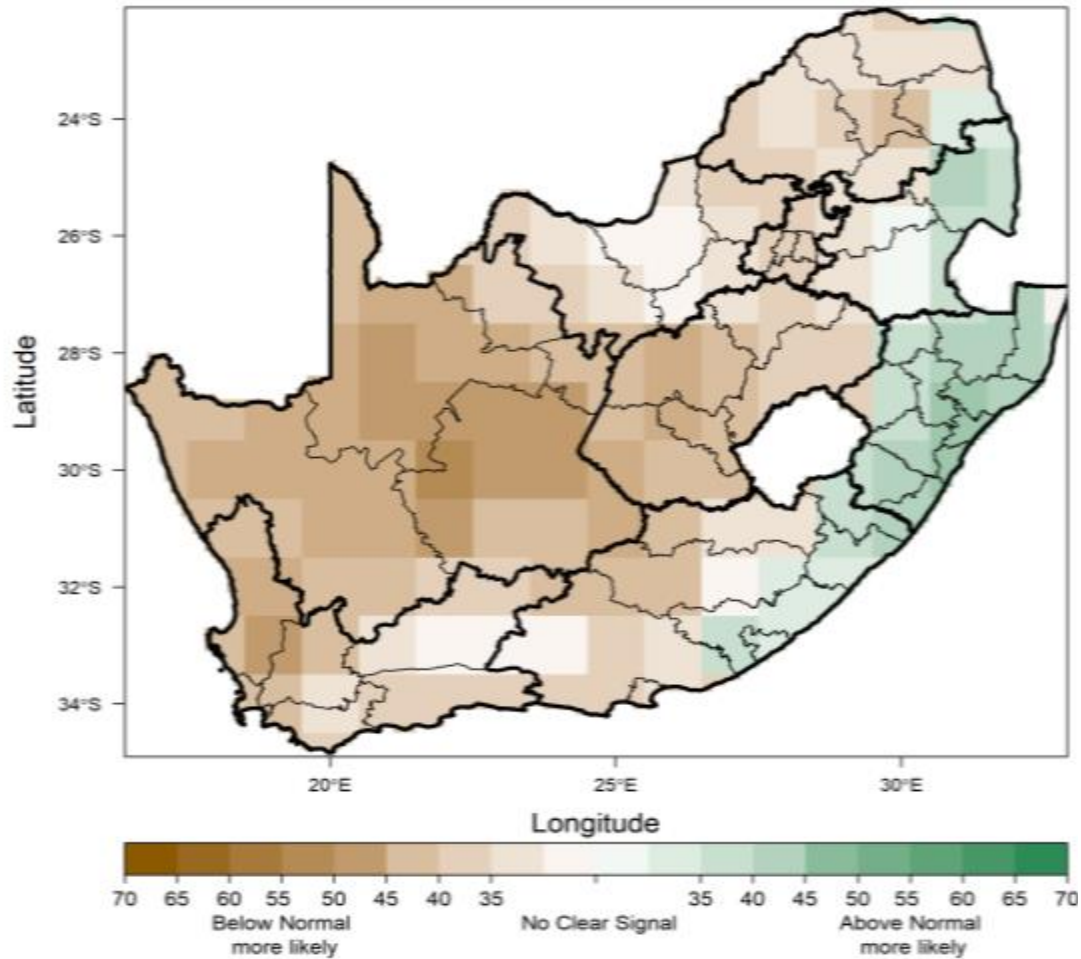 24°S
26°S
28°S
30°S
32°S
34°S
Latitude
20°E 25°E 30°E
Longitude
70 65 60 55 50 45 40 35 35 40 45 50 55 60 65 70
Below Normal No Clear Signal Above Normal
more likely more likely